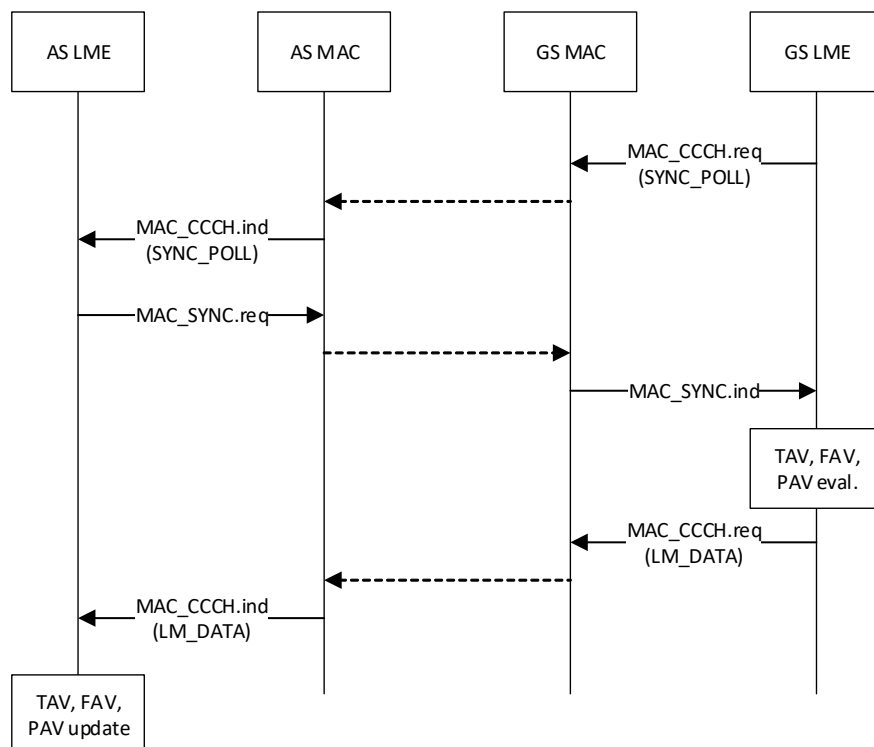 AS LME
AS MAC
GS MAC
GS LME
MAC_CCCH.req
(SYNC_POLL)
MAC_CCCH.ind
(SYNC_POLL)
MAC_SYNC.req
MAC_SYNC.ind
TAV, FAV,
PAV eval.
MAC_CCCH.req
(LM_DATA)
MAC_CCCH.ind
(LM_DATA)
TAV, FAV,
PAV update